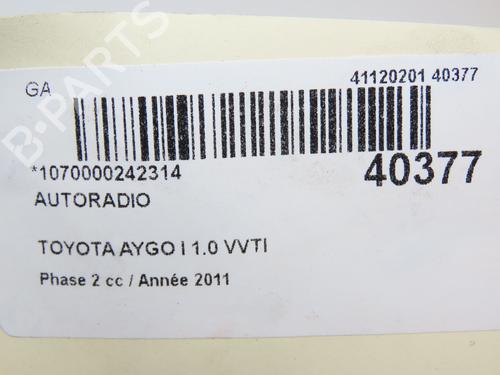 B-PARTS
GA
41120201 40377
*1070000242314
40377
AUTORADIO
TOYOTA AYGO I 1.0 VVTI
Phase 2 cc / Année 2011